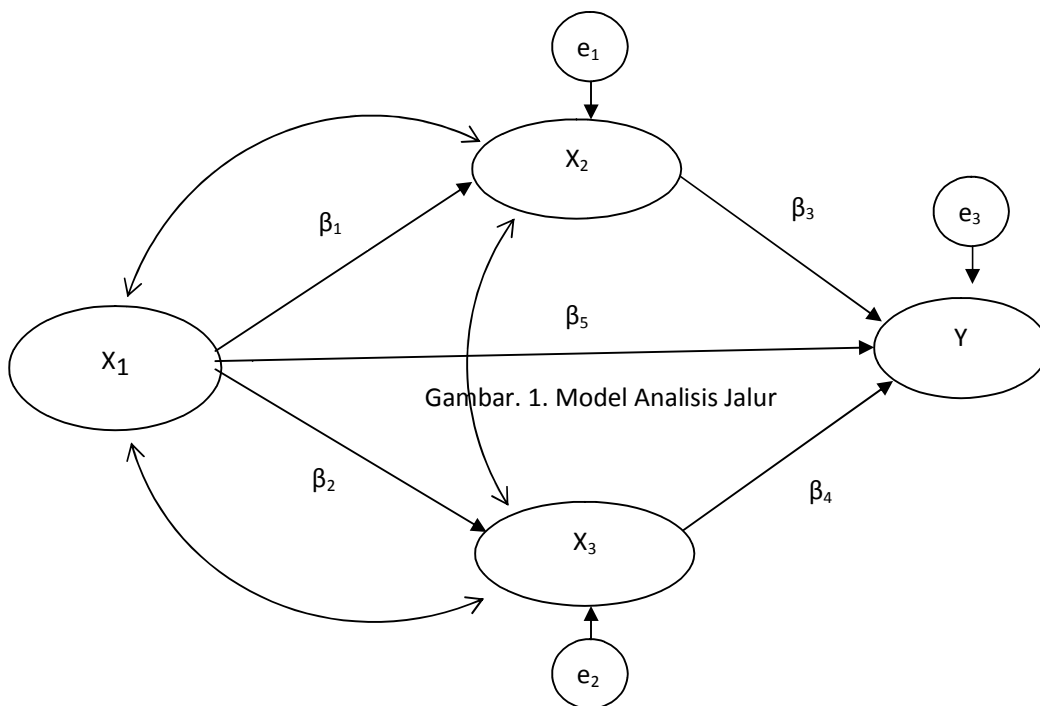 e₁
X₂
β₁
β₃
e₃
β₅
Y
X₁
Gambar. 1. Model Analisis Jalur
β₂
β₄
X₃
e₂